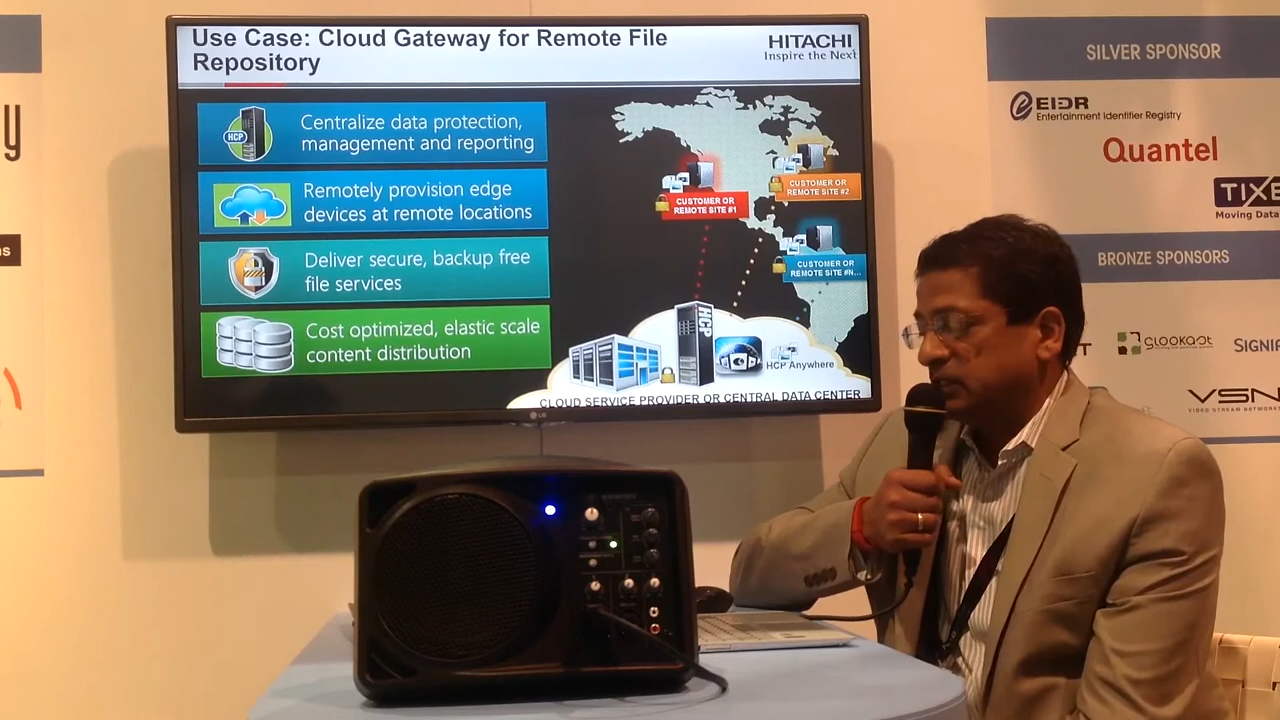 Use Case: Cloud Gateway for Remote File
Repository
HITACHI
Inspire the Next
HCP
Centralize data protection,
management and reporting
Remotely provision edge
devices at remote locations
Deliver secure, backup free
file services
Cost optimized, elastic scale
content distribution
CUSTOMER OR
REMOTE SITE #1
CUSTOMER OR
REMOTE SITE #2
CUSTOMER OR
REMOTE SITE #N...
HCP
HCP Anywhere
CLOUD SERVICE PROVIDER OR CENTRAL DATA CENTER
LG
y
ns
SILVER SPONSOR
EIDR
Entertainment Identifier Registry
Quantel
TIXE
Moving Data
BRONZE SPONSORS
T
GLOOKAST
SIGNIA
VSN
VIDEO STREAM NETWORKS